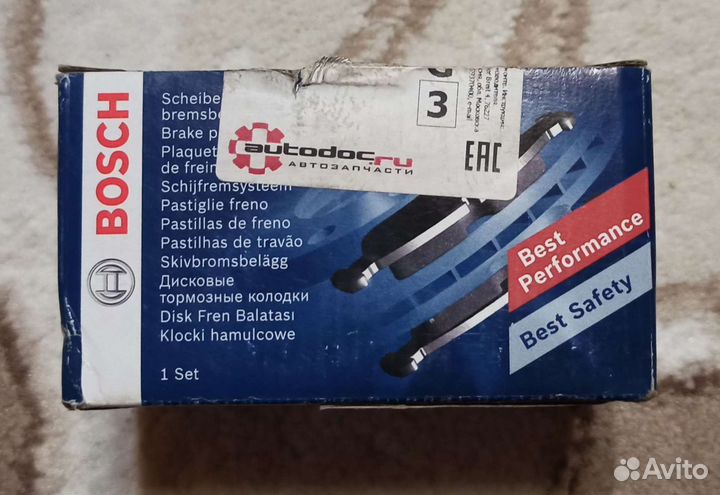 BOSCH
Scheibe
bremsbe
Brake p
Plaquet
de frein
Schijfremsysteem
Pastiglie freno
Pastillas de freno
Pastilhas de travão
Skivbromsbelägg
Дисковые
тормозные колодки
Disk Fren Balatası
Klocki hamulcowe
1 Set
3
autodoc.ru
АВТОЗАПЧАСТИ
EAC
Best
Performance
Best Safety
Avito